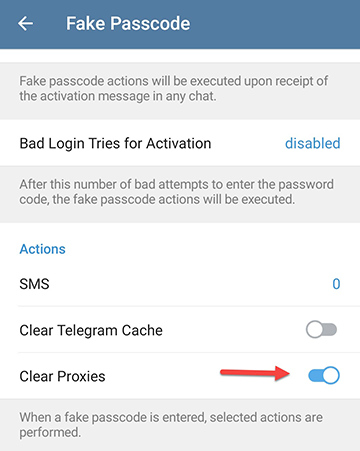 Fake Passcode
Fake passcode actions will be executed upon receipt
of the activation message in any chat.
Bad Login Tries for Activation disabled
After this number of bad attempts to enter the password
code, the fake passcode actions will be executed.
Actions
SMS 0
Clear Telegram Cache
Clear Proxies
When a fake passcode is entered, selected actions are
performed.